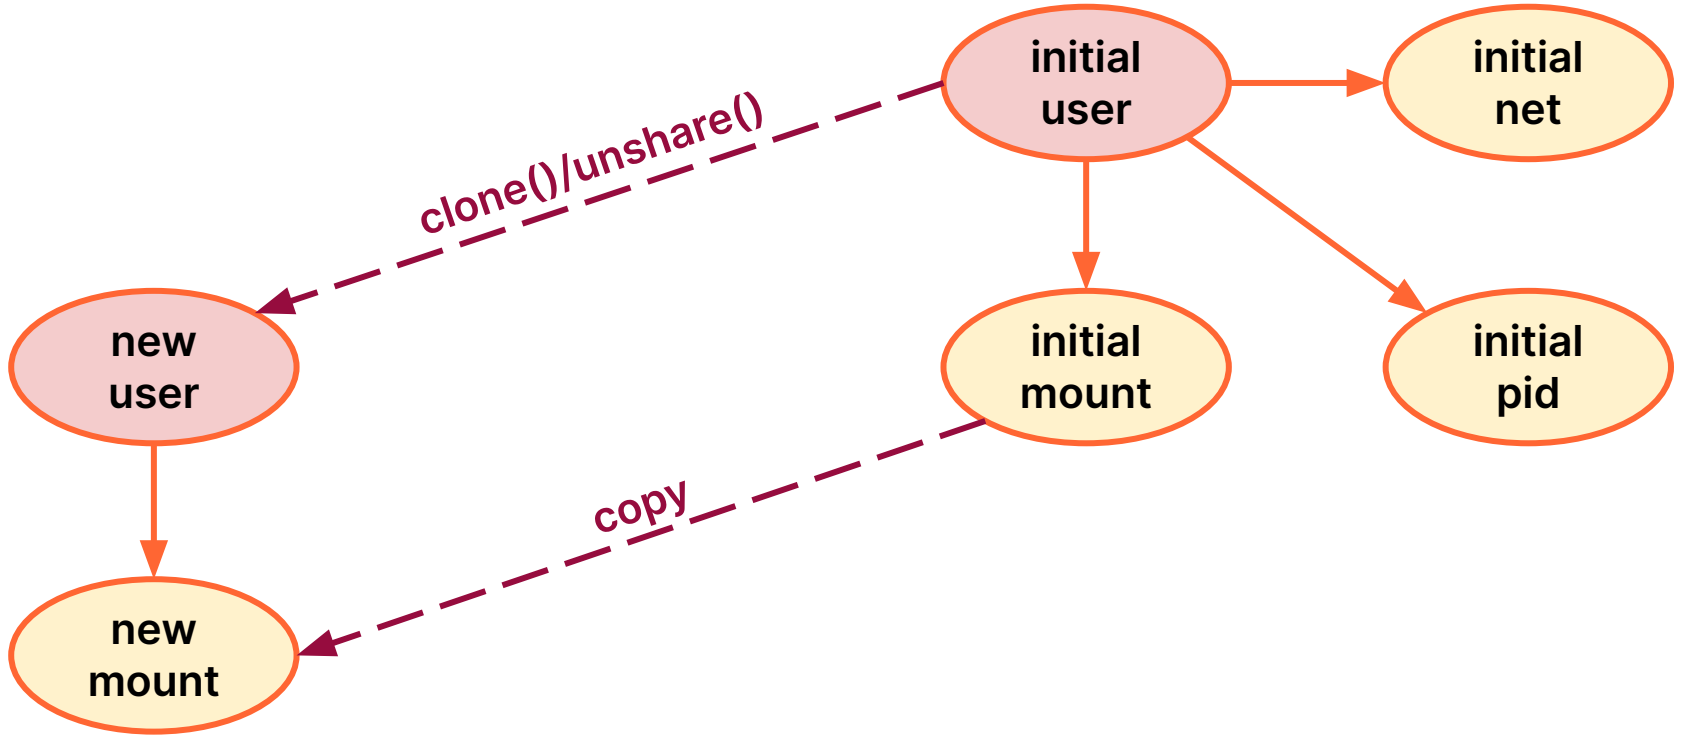 initial
user
initial
net
clone()/unshare()
new
user
initial
mount
initial
pid
copy
new
mount